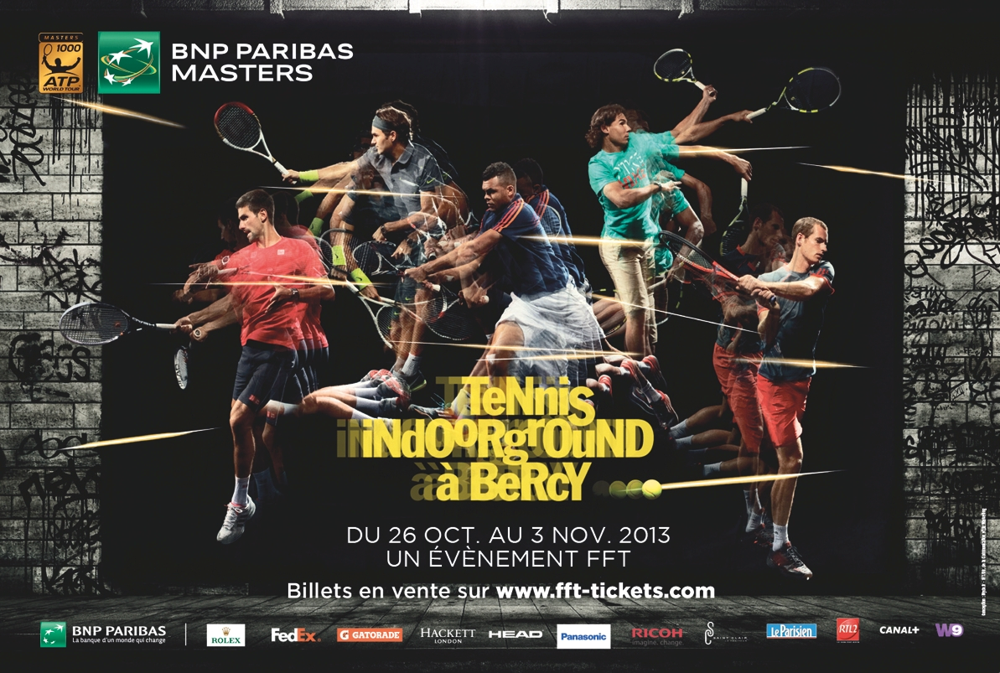 MASTERS
1000
ATP
WORLD TOUR
BNP PARIBAS
MASTERS
TeNnis
iNdOoRgrOuND
à BeRcY
DU 26 OCT. AU 3 NOV. 2013
UN ÉVÈNEMENT FFT
Billets en vente sur www.fft-tickets.com
BNP PARIBAS
La banque d'un monde qui change
ROLEX
FedEx.
G GATORADE
HACKETT
LONDON
HEAD
Panasonic
RICOH
imagine. change.
SAINT CLAIR
Le Parisien
RTL2
CANAL+
W9